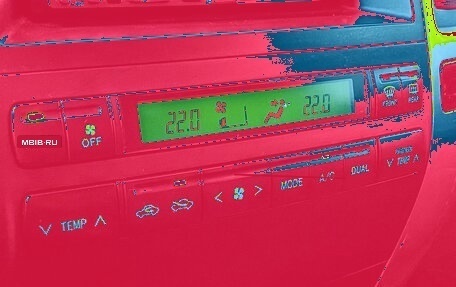 22.0 22.0
FRONT REAR
MBIB.RU OFF
MODE A/C DUAL
TEMP
TEMP